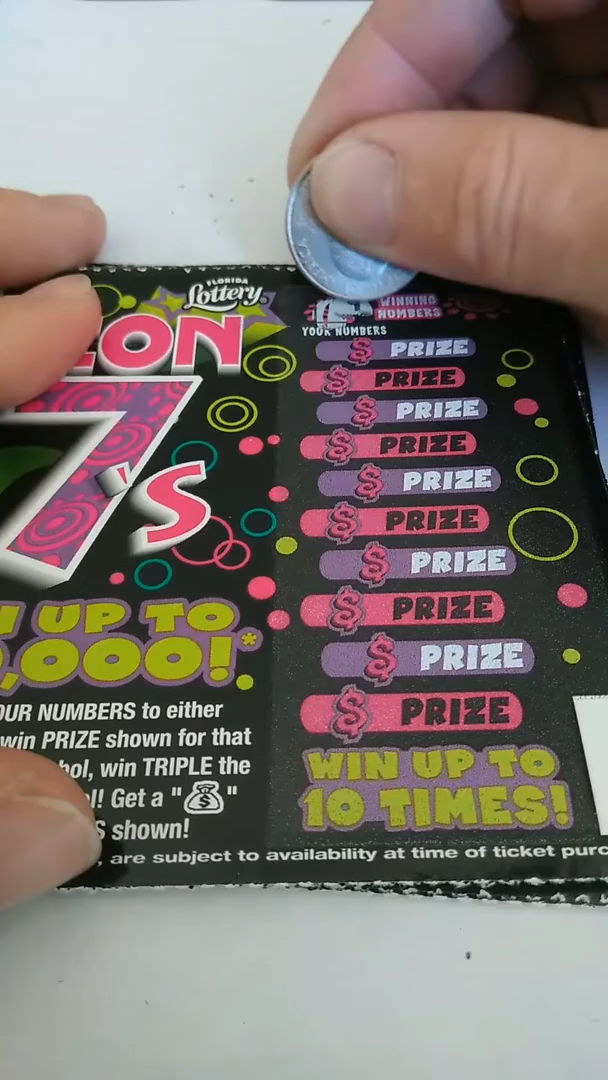 FLORIDA
Lottery
WINNING
NUMBERS
YOUR NUMBERS
ON
7's
$ PRIZE
$ PRIZE
$ PRIZE
$ PRIZE
$ PRIZE
$ PRIZE
$ PRIZE
$ PRIZE
$ PRIZE
$ PRIZE
UP TO
,000!*
OUR NUMBERS to either
win PRIZE shown for that
, win TRIPLE the
! Get a " $ "
shown!
WIN UP TO
10 TIMES!
, are subject to availability at time of ticket purc